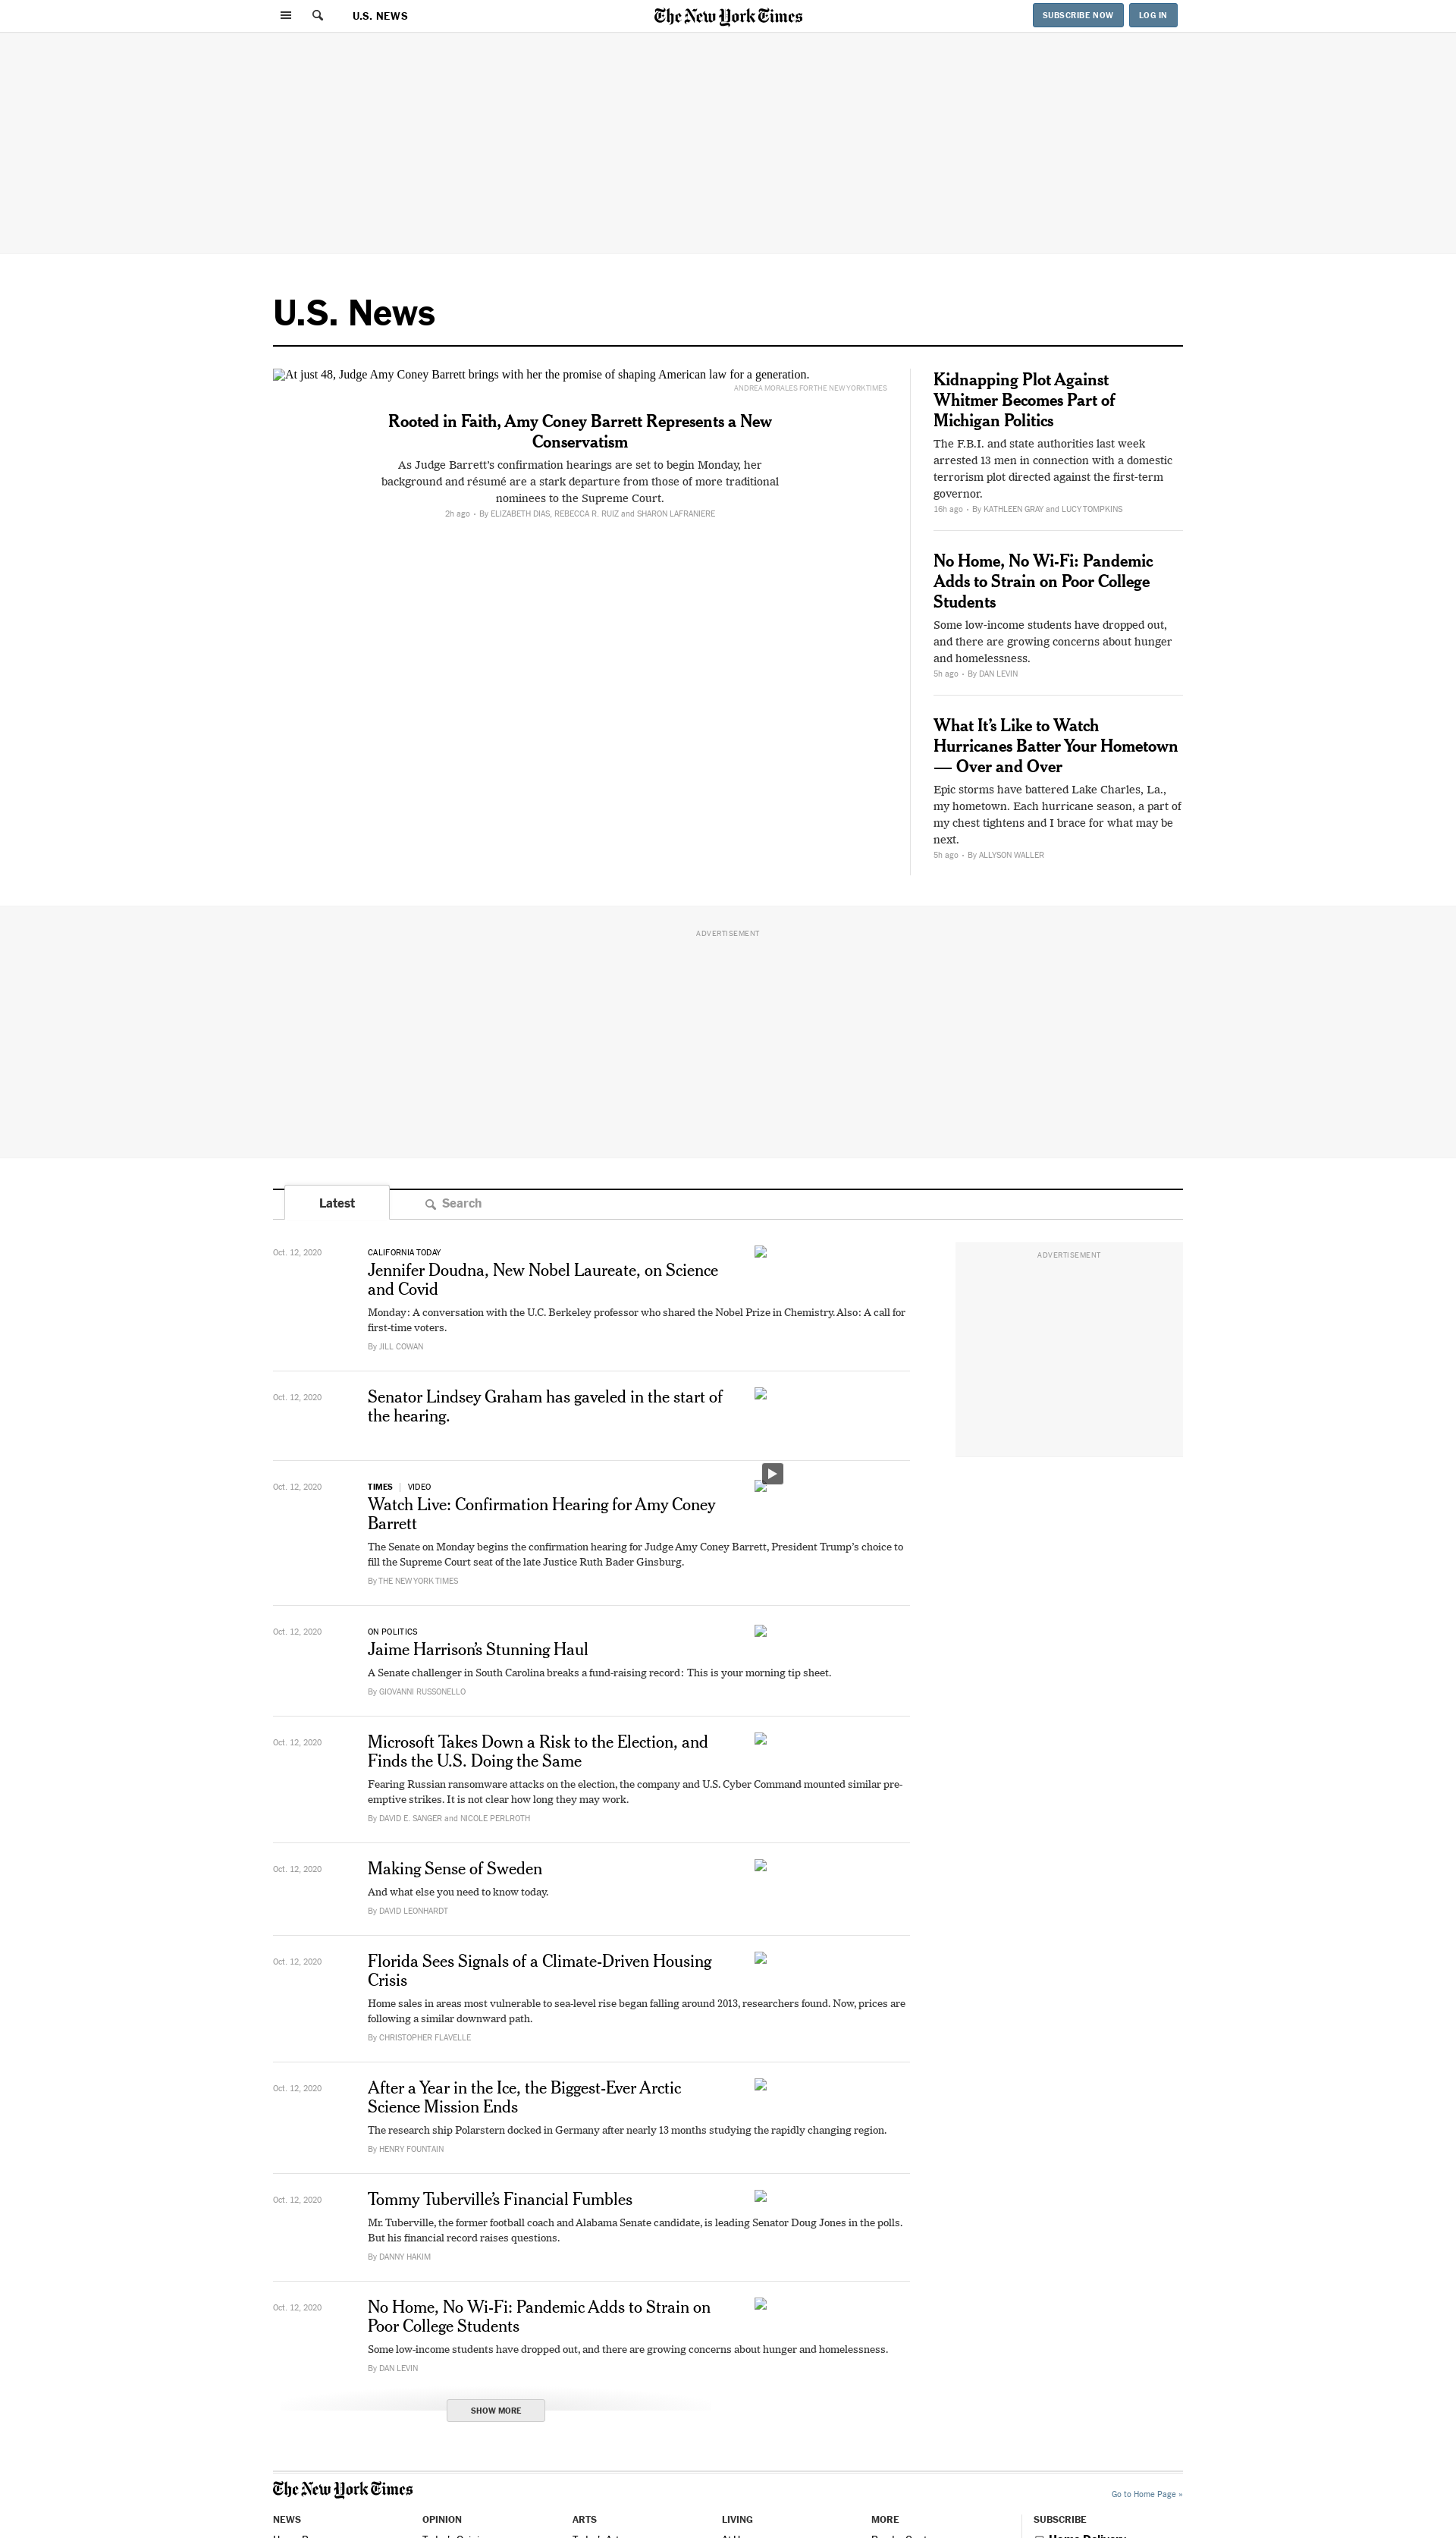 U.S. NEWS
The New York Times
SUBSCRIBE NOW
LOG IN
U.S. News
At just 48, Judge Amy Coney Barrett brings with her the promise of shaping American law for a generation.
ANDREA MORALES FOR THE NEW YORK TIMES
Rooted in Faith, Amy Coney Barrett Represents a New
Conservatism
As Judge Barrett's confirmation hearings are set to begin Monday, her
background and résumé are a stark departure from those of more traditional
nominees to the Supreme Court.
2h ago • By ELIZABETH DIAS, REBECCA R. RUIZ and SHARON LAFRANIERE
Kidnapping Plot Against
Whitmer Becomes Part of
Michigan Politics
The F.B.I. and state authorities last week
arrested 13 men in connection with a domestic
terrorism plot directed against the first-term
governor.
16h ago • By KATHLEEN GRAY and LUCY TOMPKINS
No Home, No Wi-Fi: Pandemic
Adds to Strain on Poor College
Students
Some low-income students have dropped out,
and there are growing concerns about hunger
and homelessness.
5h ago • By DAN LEVIN
What It's Like to Watch
Hurricanes Batter Your Hometown
— Over and Over
Epic storms have battered Lake Charles, La.,
my hometown. Each hurricane season, a part of
my chest tightens and I brace for what may be
next.
5h ago • By ALLYSON WALLER
ADVERTISEMENT
Latest
Search
ADVERTISEMENT
Oct. 12, 2020
CALIFORNIA TODAY
Jennifer Doudna, New Nobel Laureate, on Science
and Covid
Monday: A conversation with the U.C. Berkeley professor who shared the Nobel Prize in Chemistry. Also: A call for
first-time voters.
By JILL COWAN
Oct. 12, 2020
Senator Lindsey Graham has gaveled in the start of
the hearing.
Oct. 12, 2020
TIMES | VIDEO
Watch Live: Confirmation Hearing for Amy Coney
Barrett
The Senate on Monday begins the confirmation hearing for Judge Amy Coney Barrett, President Trump's choice to
fill the Supreme Court seat of the late Justice Ruth Bader Ginsburg.
By THE NEW YORK TIMES
Oct. 12, 2020
ON POLITICS
Jaime Harrison's Stunning Haul
A Senate challenger in South Carolina breaks a fund-raising record: This is your morning tip sheet.
By GIOVANNI RUSSONELLO
Oct. 12, 2020
Microsoft Takes Down a Risk to the Election, and
Finds the U.S. Doing the Same
Fearing Russian ransomware attacks on the election, the company and U.S. Cyber Command mounted similar pre-
emptive strikes. It is not clear how long they may work.
By DAVID E. SANGER and NICOLE PERLROTH
Oct. 12, 2020
Making Sense of Sweden
And what else you need to know today.
By DAVID LEONHARDT
Oct. 12, 2020
Florida Sees Signals of a Climate-Driven Housing
Crisis
Home sales in areas most vulnerable to sea-level rise began falling around 2013, researchers found. Now, prices are
following a similar downward path.
By CHRISTOPHER FLAVELLE
Oct. 12, 2020
After a Year in the Ice, the Biggest-Ever Arctic
Science Mission Ends
The research ship Polarstern docked in Germany after nearly 13 months studying the rapidly changing region.
By HENRY FOUNTAIN
Oct. 12, 2020
Tommy Tuberville's Financial Fumbles
Mr. Tuberville, the former football coach and Alabama Senate candidate, is leading Senator Doug Jones in the polls.
But his financial record raises questions.
By DANNY HAKIM
Oct. 12, 2020
No Home, No Wi-Fi: Pandemic Adds to Strain on
Poor College Students
Some low-income students have dropped out, and there are growing concerns about hunger and homelessness.
By DAN LEVIN
SHOW MORE
The New York Times
Go to Home Page »
NEWS
OPINION
ARTS
LIVING
MORE
SUBSCRIBE